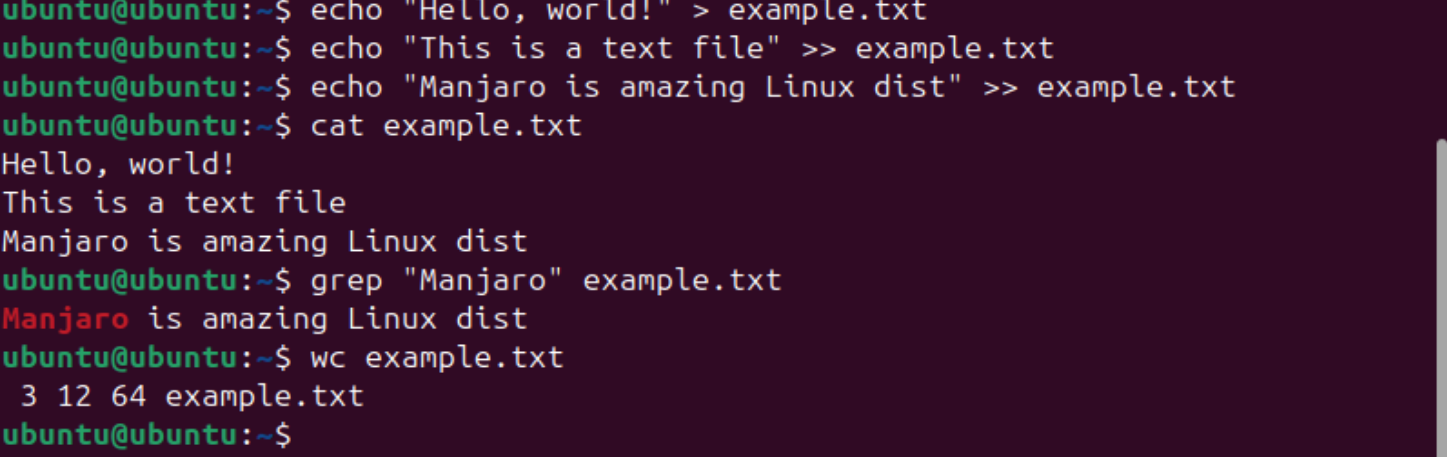 ubuntu@ubuntu:~$ echo "Hello, world!" > example.txt
ubuntu@ubuntu:~$ echo "This is a text file" >> example.txt
ubuntu@ubuntu:~$ echo "Manjaro is amazing Linux dist" >> example.txt
ubuntu@ubuntu:~$ cat example.txt
Hello, world!
This is a text file
Manjaro is amazing Linux dist
ubuntu@ubuntu:~$ grep "Manjaro" example.txt
Manjaro is amazing Linux dist
ubuntu@ubuntu:~$ wc example.txt
 3 12 64 example.txt
ubuntu@ubuntu:~$